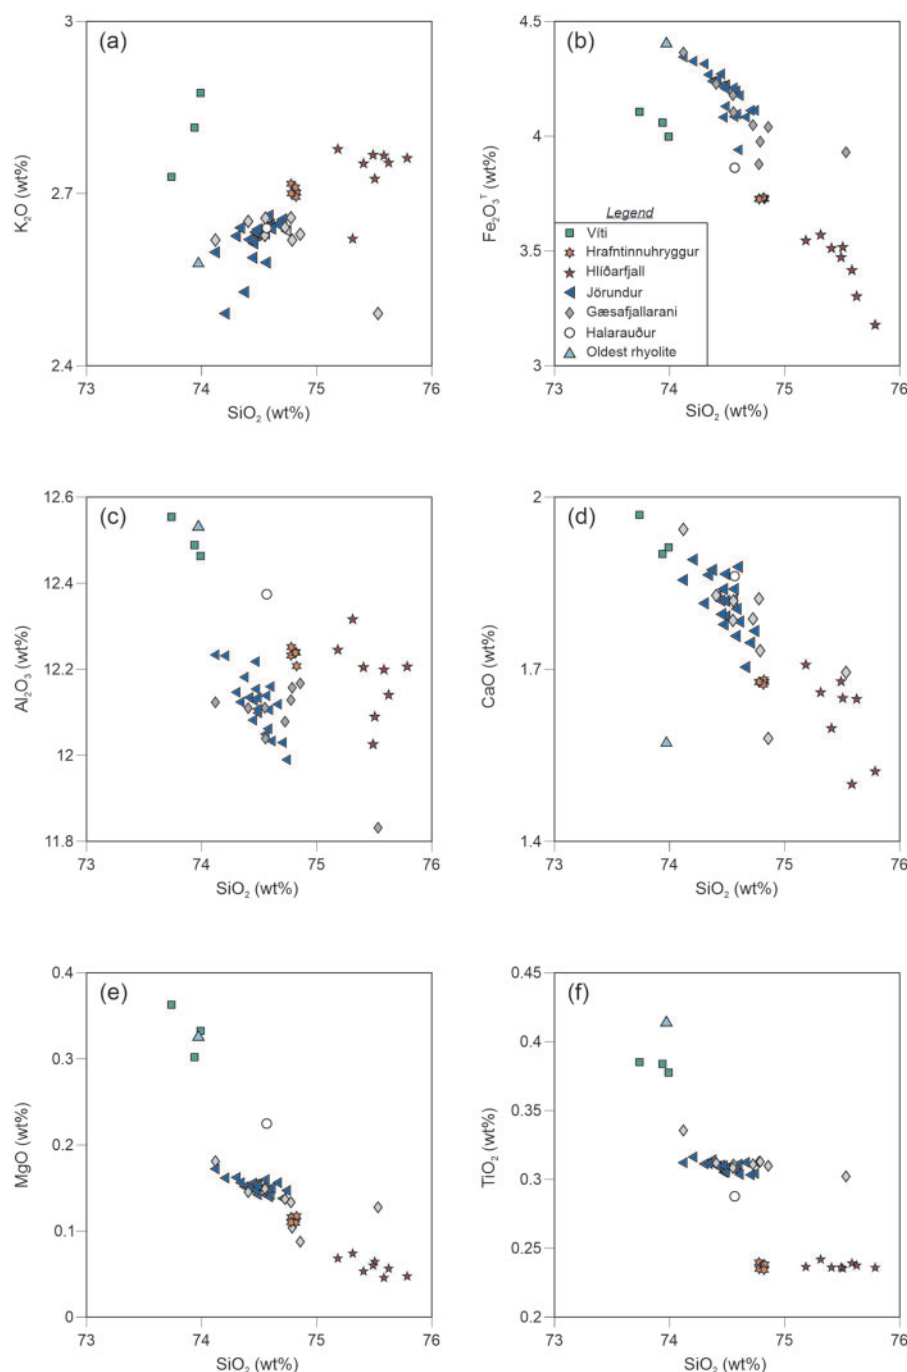 (a)
3
2.7
2.4
K₂O (wt%)
73 74 75 76
SiO₂ (wt%)
(b)
4.5
4
3.5
3
Fe₂O₃ᵀ (wt%)
Legend
Víti
Hrafntinnuhryggur
Hlíðarfjall
Jörundur
Gæsafjallarani
Halarauður
Oldest rhyolite
73 74 75 76
SiO₂ (wt%)
(c)
12.6
12.4
12.2
12
11.8
Al₂O₃ (wt%)
73 74 75 76
SiO₂ (wt%)
(d)
2
1.7
1.4
CaO (wt%)
73 74 75 76
SiO₂ (wt%)
(e)
0.4
0.3
0.2
0.1
0
MgO (wt%)
73 74 75 76
SiO₂ (wt%)
(f)
0.45
0.4
0.35
0.3
0.25
0.2
TiO₂ (wt%)
73 74 75 76
SiO₂ (wt%)